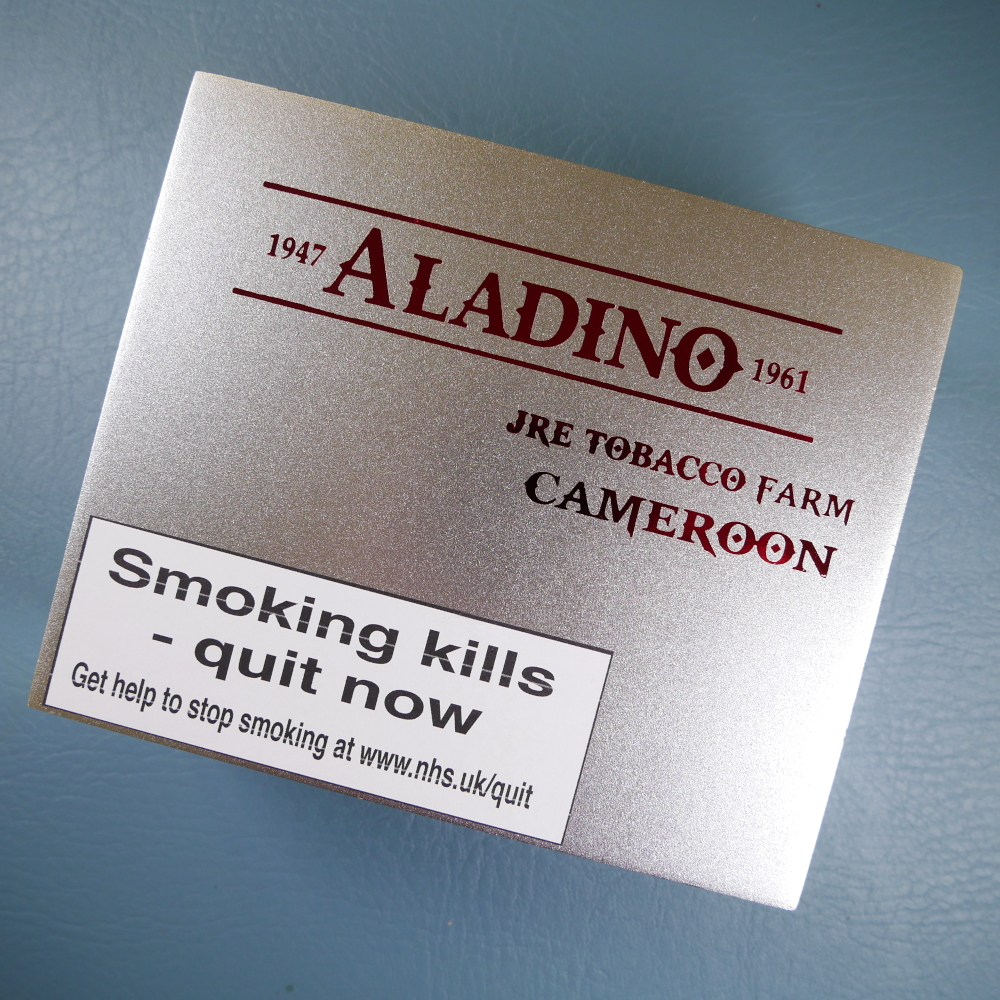 1947 ALADINO 1961
JRE TOBACCO FARM
CAMEROON
Smoking kills
- quit now
Get help to stop smoking at www.nhs.uk/quit